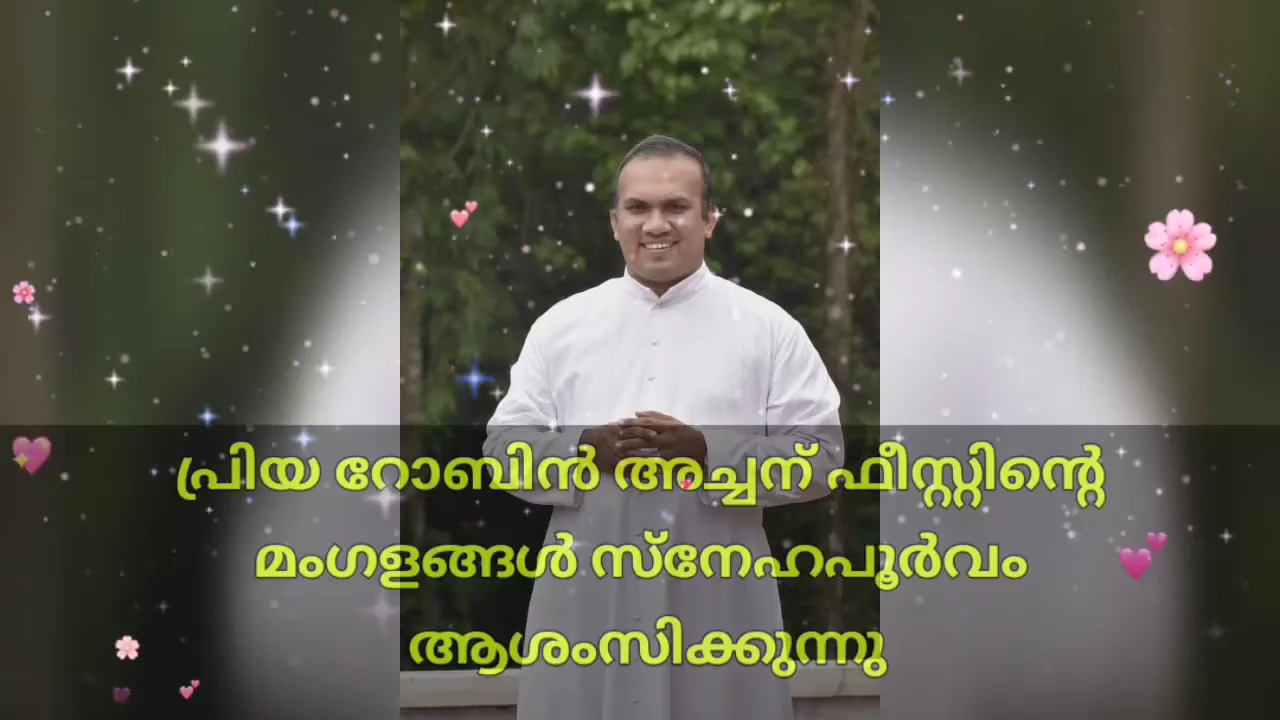 പ്രിയ റോബിൻ അച്ചന് ഫീസ്റ്റിന്റെ
മംഗളങ്ങൾ സ്നേഹപൂർവം
ആശംസിക്കുന്നു